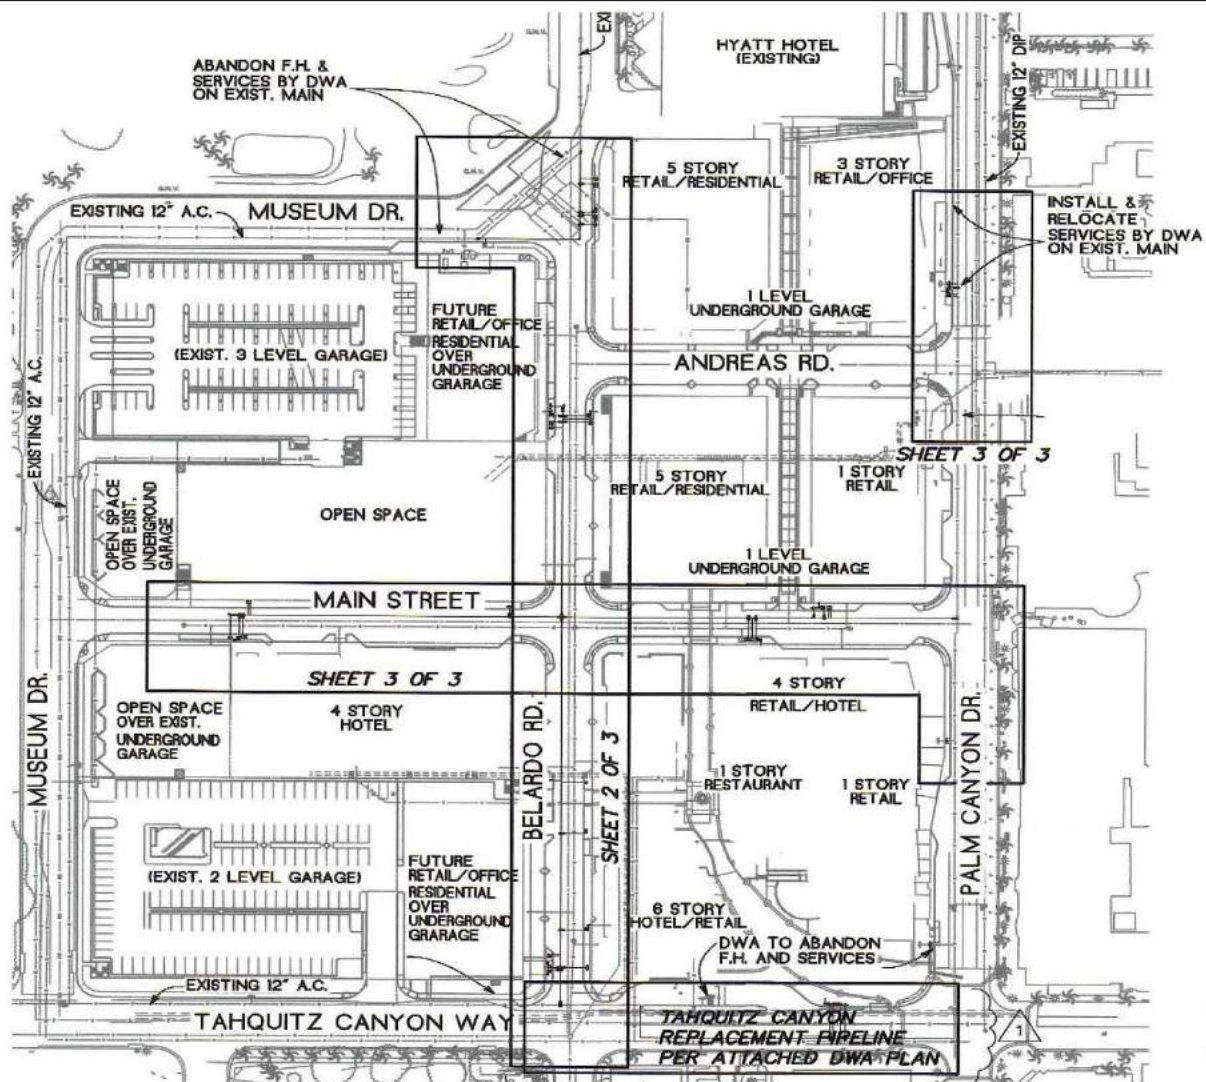 EX
HYATT HOTEL
(EXISTING)
EXISTING 12" DIP
ABANDON F.H. &
SERVICES BY DWA
ON EXIST. MAIN
5 STORY
RETAIL/RESIDENTIAL
3 STORY
RETAIL/OFFICE
INSTALL &
RELOCATE
SERVICES BY DWA
ON EXIST. MAIN
EXISTING 12" A.C.
MUSEUM DR.
1 LEVEL
UNDERGROUND GARAGE
FUTURE
RETAIL/OFFICE
RESIDENTIAL
OVER
UNDERGROUND
GRARAGE
(EXIST. 3 LEVEL GARAGE)
ANDREAS RD.
EXISTING 12" A.C.
SHEET 3 OF 3
5 STORY
RETAIL/RESIDENTIAL
1 STORY
RETAIL
OPEN SPACE
OVER EXIST.
UNDERGROUND
GARAGE
OPEN SPACE
1 LEVEL
UNDERGROUND GARAGE
MAIN STREET
SHEET 3 OF 3
4 STORY
RETAIL/HOTEL
MUSEUM DR.
OPEN SPACE
OVER EXIST.
UNDERGROUND
GARAGE
4 STORY
HOTEL
BELARDO RD.
SHEET 2 OF 3
1 STORY
RESTAURANT
1 STORY
RETAIL
PALM CANYON DR.
(EXIST. 2 LEVEL GARAGE)
FUTURE
RETAIL/OFFICE
RESIDENTIAL
OVER
UNDERGROUND
GRARAGE
6 STORY
HOTEL/RETAIL
DWA TO ABANDON
F.H. AND SERVICES
EXISTING 12" A.C.
TAHQUITZ CANYON WAY
TAHQUITZ CANYON
REPLACEMENT PIPELINE
PER ATTACHED DWA PLAN
1